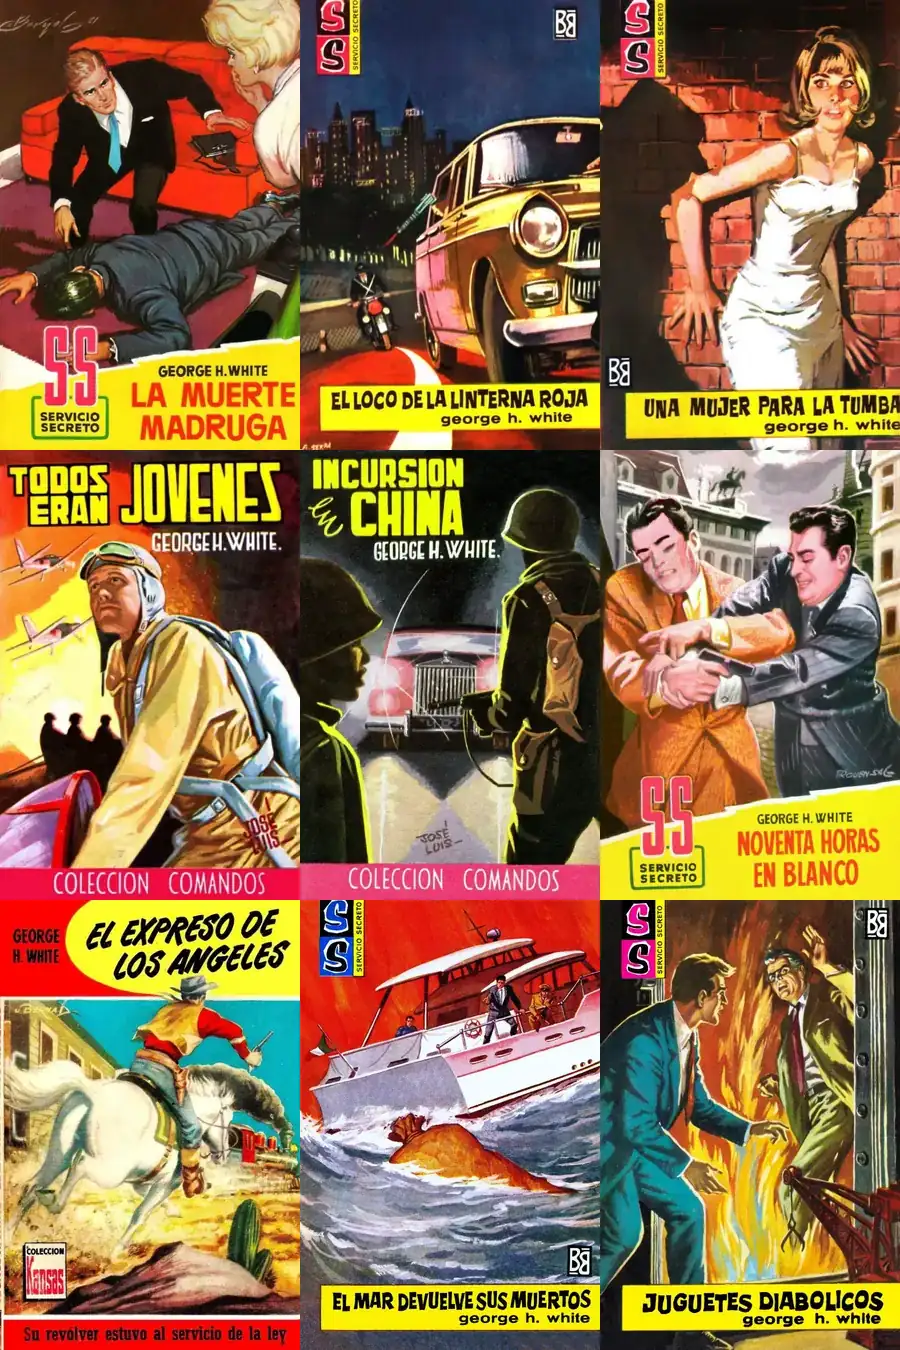 GEORGE H. WHITE
LA MUERTE
MADRUGA
SS
SERVICIO
SECRETO
SS
SERVICIO SECRETO
BB
EL LOCO DE LA LINTERNA ROJA
george h. white
SS
SERVICIO SECRETO
BB
UNA MUJER PARA LA TUMBA
george h. white
TODOS
ERAN JOVENES
GEORGE H. WHITE.
JOSÉ
LUIS
COLECCION COMANDOS
INCURSION
en CHINA
GEORGE H. WHITE.
JOSÉ
LUIS
COLECCION COMANDOS
SS
SERVICIO
SECRETO
GEORGE H. WHITE
NOVENTA HORAS
EN BLANCO
GEORGE
H. WHITE
EL EXPRESO DE
LOS ANGELES
COLECCION
Kansas
Su revólver estuvo al servicio de la ley
SS
SERVICIO SECRETO
BB
EL MAR DEVUELVE SUS MUERTOS
george h. white
SS
SERVICIO SECRETO
BB
JUGUETES DIABOLICOS
george h. white